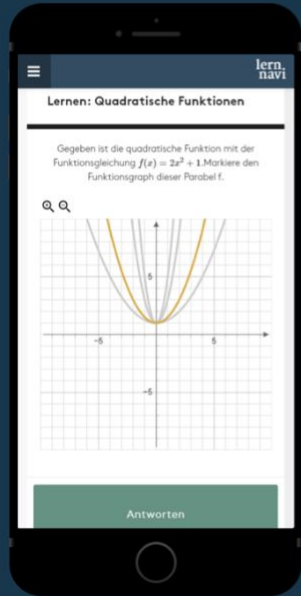 lern.
navi
Lernen: Quadratische Funktionen
Gegeben ist die quadratische Funktion mit der
Funktionsgleichung f(x) = 2x² + 1.Markiere den
Funktionsgraph dieser Parabel f.
5
-5
5
-5
Antworten